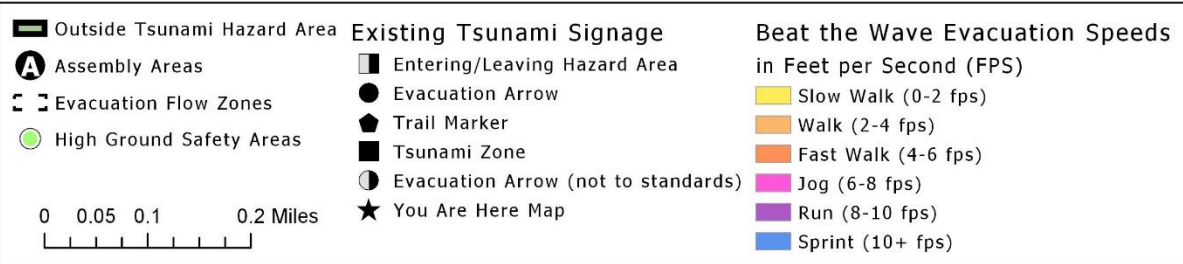 Outside Tsunami Hazard Area
A
Assembly Areas
Evacuation Flow Zones
High Ground Safety Areas
0 0.05 0.1 0.2 Miles
Existing Tsunami Signage
Entering/Leaving Hazard Area
Evacuation Arrow
Trail Marker
Tsunami Zone
Evacuation Arrow (not to standards)
You Are Here Map
Beat the Wave Evacuation Speeds
in Feet per Second (FPS)
Slow Walk (0-2 fps)
Walk (2-4 fps)
Fast Walk (4-6 fps)
Jog (6-8 fps)
Run (8-10 fps)
Sprint (10+ fps)